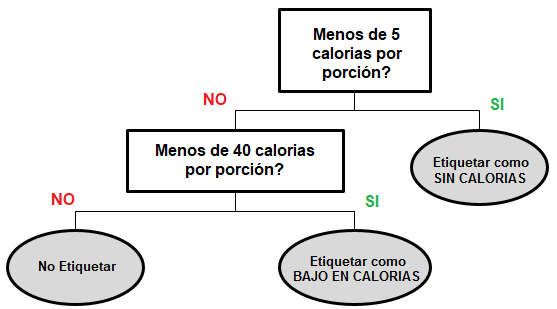 Menos de 5
calorias por
porción?
NO
SI
Menos de 40 calorias
por porción?
Etiquetar como
SIN CALORIAS
NO
SI
No Etiquetar
Etiquetar como
BAJO EN CALORIAS